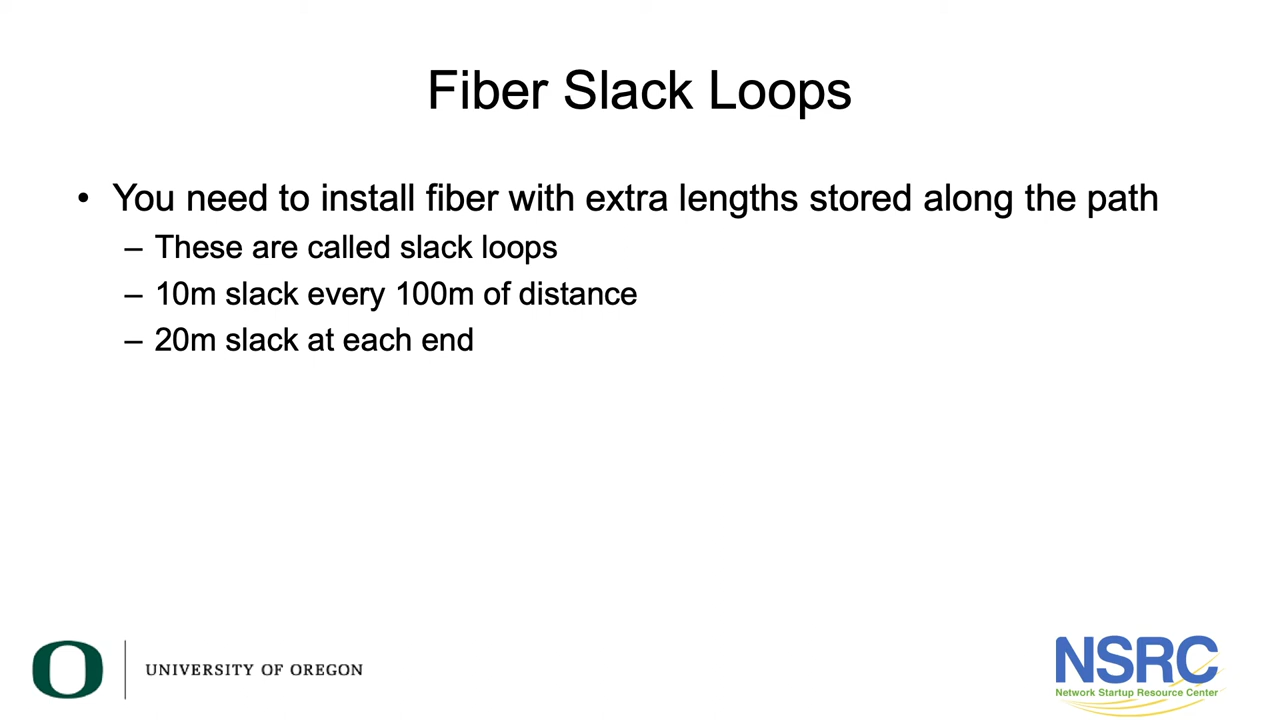 Fiber Slack Loops
• You need to install fiber with extra lengths stored along the path
– These are called slack loops
– 10m slack every 100m of distance
– 20m slack at each end
O
UNIVERSITY OF OREGON
NSRC
Network Startup Resource Center